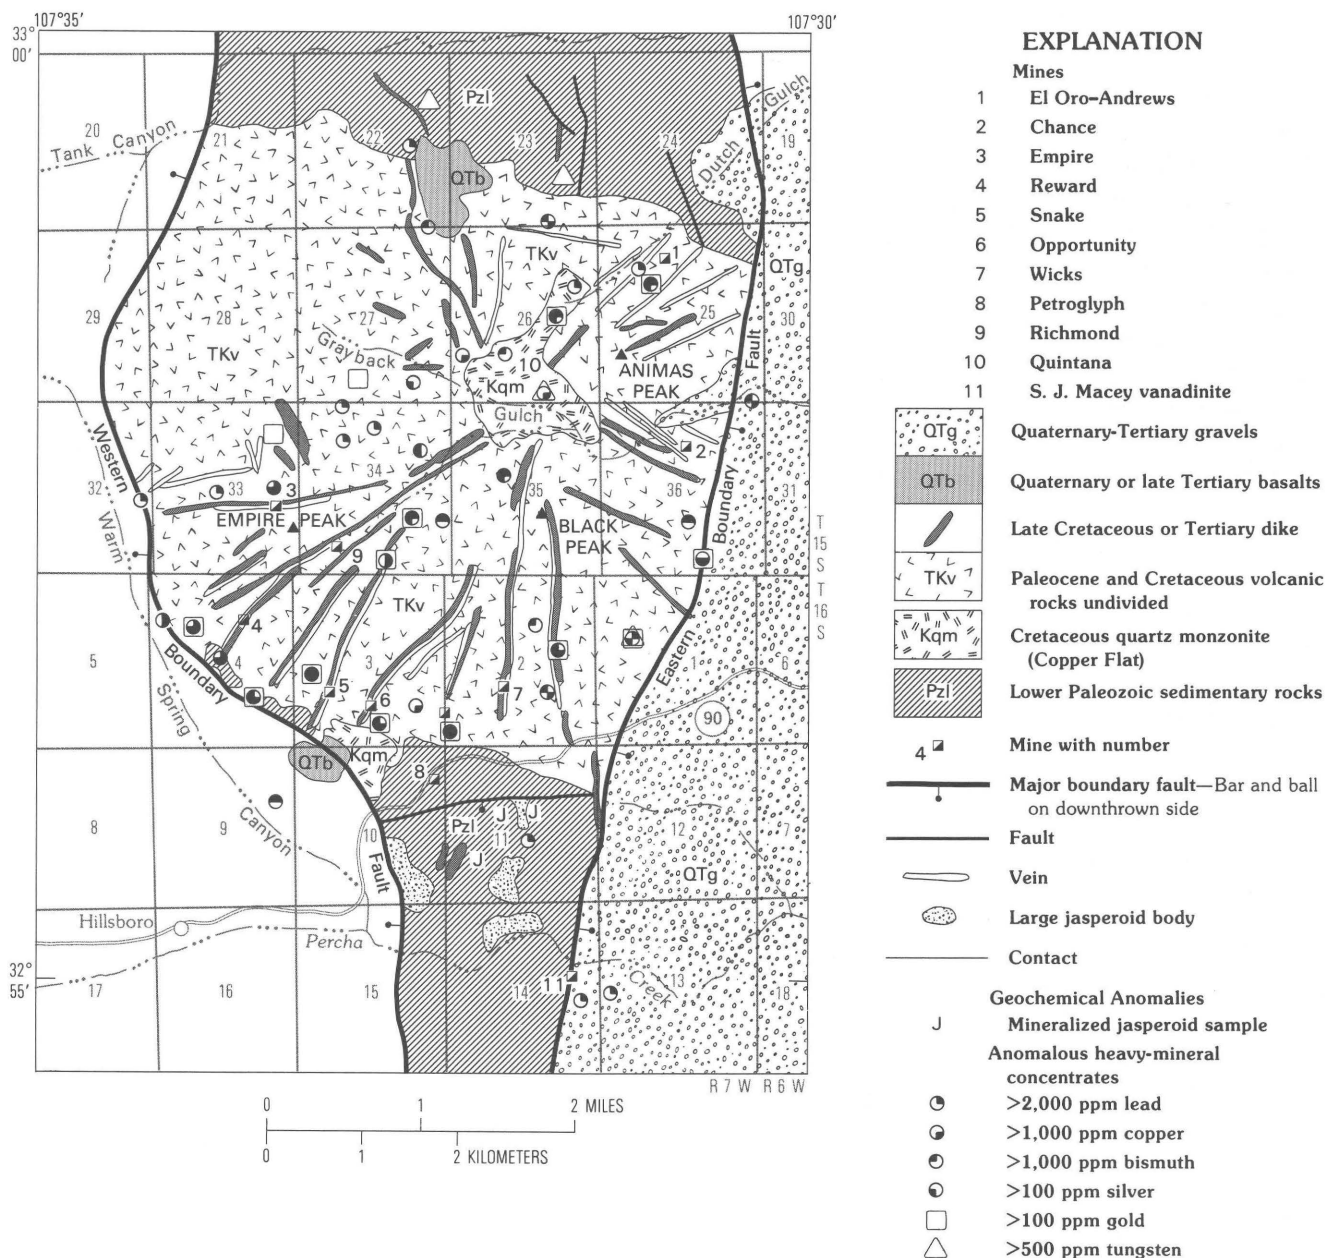 107°35'
107°30'
33°
00'
EXPLANATION
Mines
1 El Oro–Andrews
2 Chance
3 Empire
4 Reward
5 Snake
6 Opportunity
7 Wicks
8 Petroglyph
9 Richmond
10 Quintana
11 S. J. Macey vanadinite
QTg Quaternary-Tertiary gravels
QTb Quaternary or late Tertiary basalts
Late Cretaceous or Tertiary dike
TKv Paleocene and Cretaceous volcanic
rocks undivided
Kqm Cretaceous quartz monzonite
(Copper Flat)
Pzl Lower Paleozoic sedimentary rocks
4 Mine with number
Major boundary fault—Bar and ball
on downthrown side
Fault
Vein
Large jasperoid body
Contact
Geochemical Anomalies
J Mineralized jasperoid sample
Anomalous heavy-mineral
concentrates
>2,000 ppm lead
>1,000 ppm copper
>1,000 ppm bismuth
>100 ppm silver
>100 ppm gold
>500 ppm tungsten
Pzl
Gulch
20 21 22 23 24 19
Tank Canyon
Dutch
QTb
TKv
1
QTg
29 28 27 26 25 30
TKv
Grayback
10
ANIMAS
PEAK
Fault
Kqm
Gulch
Western
2
32 33 34 35 36 31
3
EMPIRE PEAK
BLACK
PEAK
Boundary
Warm
9
T
15
S
T
16
S
TKv
4
5 4 3 2 1 6
Boundary
Eastern
Spring
5
6
7
90
QTb
Kqm
8
8 9 10 11 12 7
Canyon
Pzl
J
J
J
Fault
QTg
Hillsboro
Percha
Creek
32°
55'
17 16 15 14 13 18
11
R 7 W R 6 W
0 1 2 MILES
0 1 2 KILOMETERS